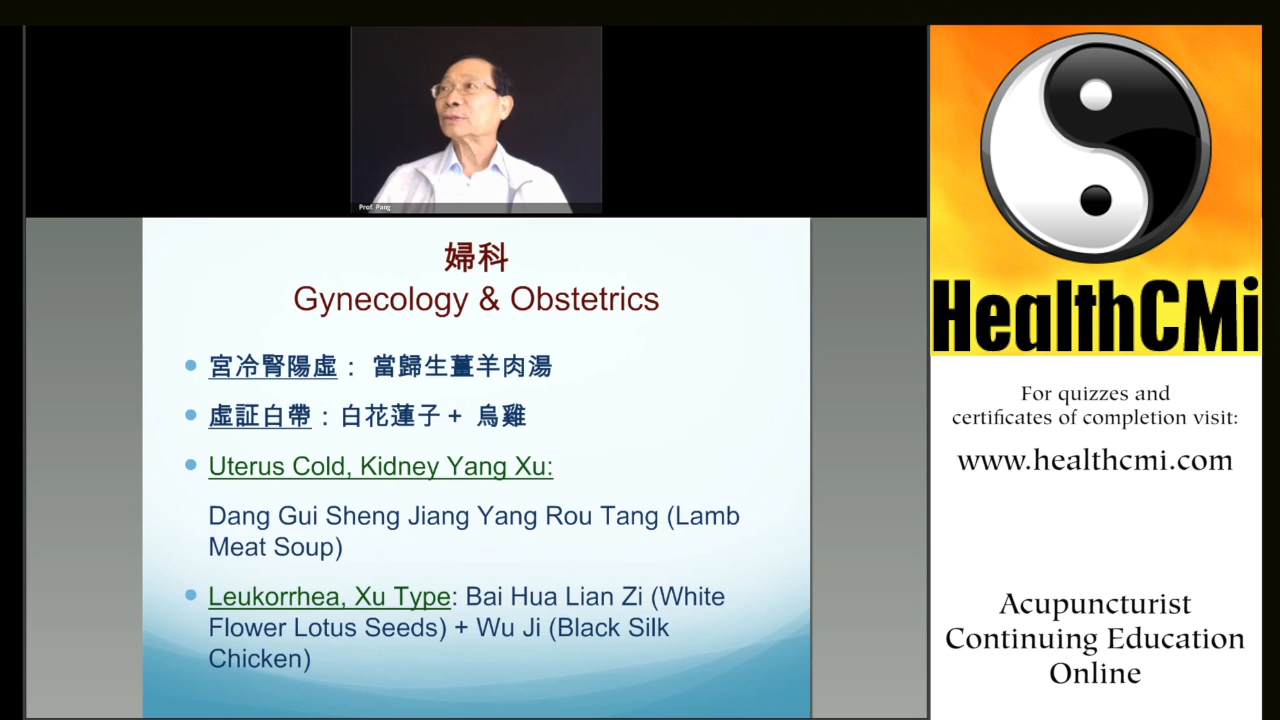 Prof. Pang
婦科
Gynecology & Obstetrics
宮冷腎陽虛： 當歸生薑羊肉湯
虛証白帶：白花蓮子＋ 烏雞
Uterus Cold, Kidney Yang Xu:
Dang Gui Sheng Jiang Yang Rou Tang (Lamb
Meat Soup)
Leukorrhea, Xu Type: Bai Hua Lian Zi (White
Flower Lotus Seeds) + Wu Ji (Black Silk
Chicken)
HealthCMi
For quizzes and
certificates of completion visit:
www.healthcmi.com
Acupuncturist
Continuing Education
Online